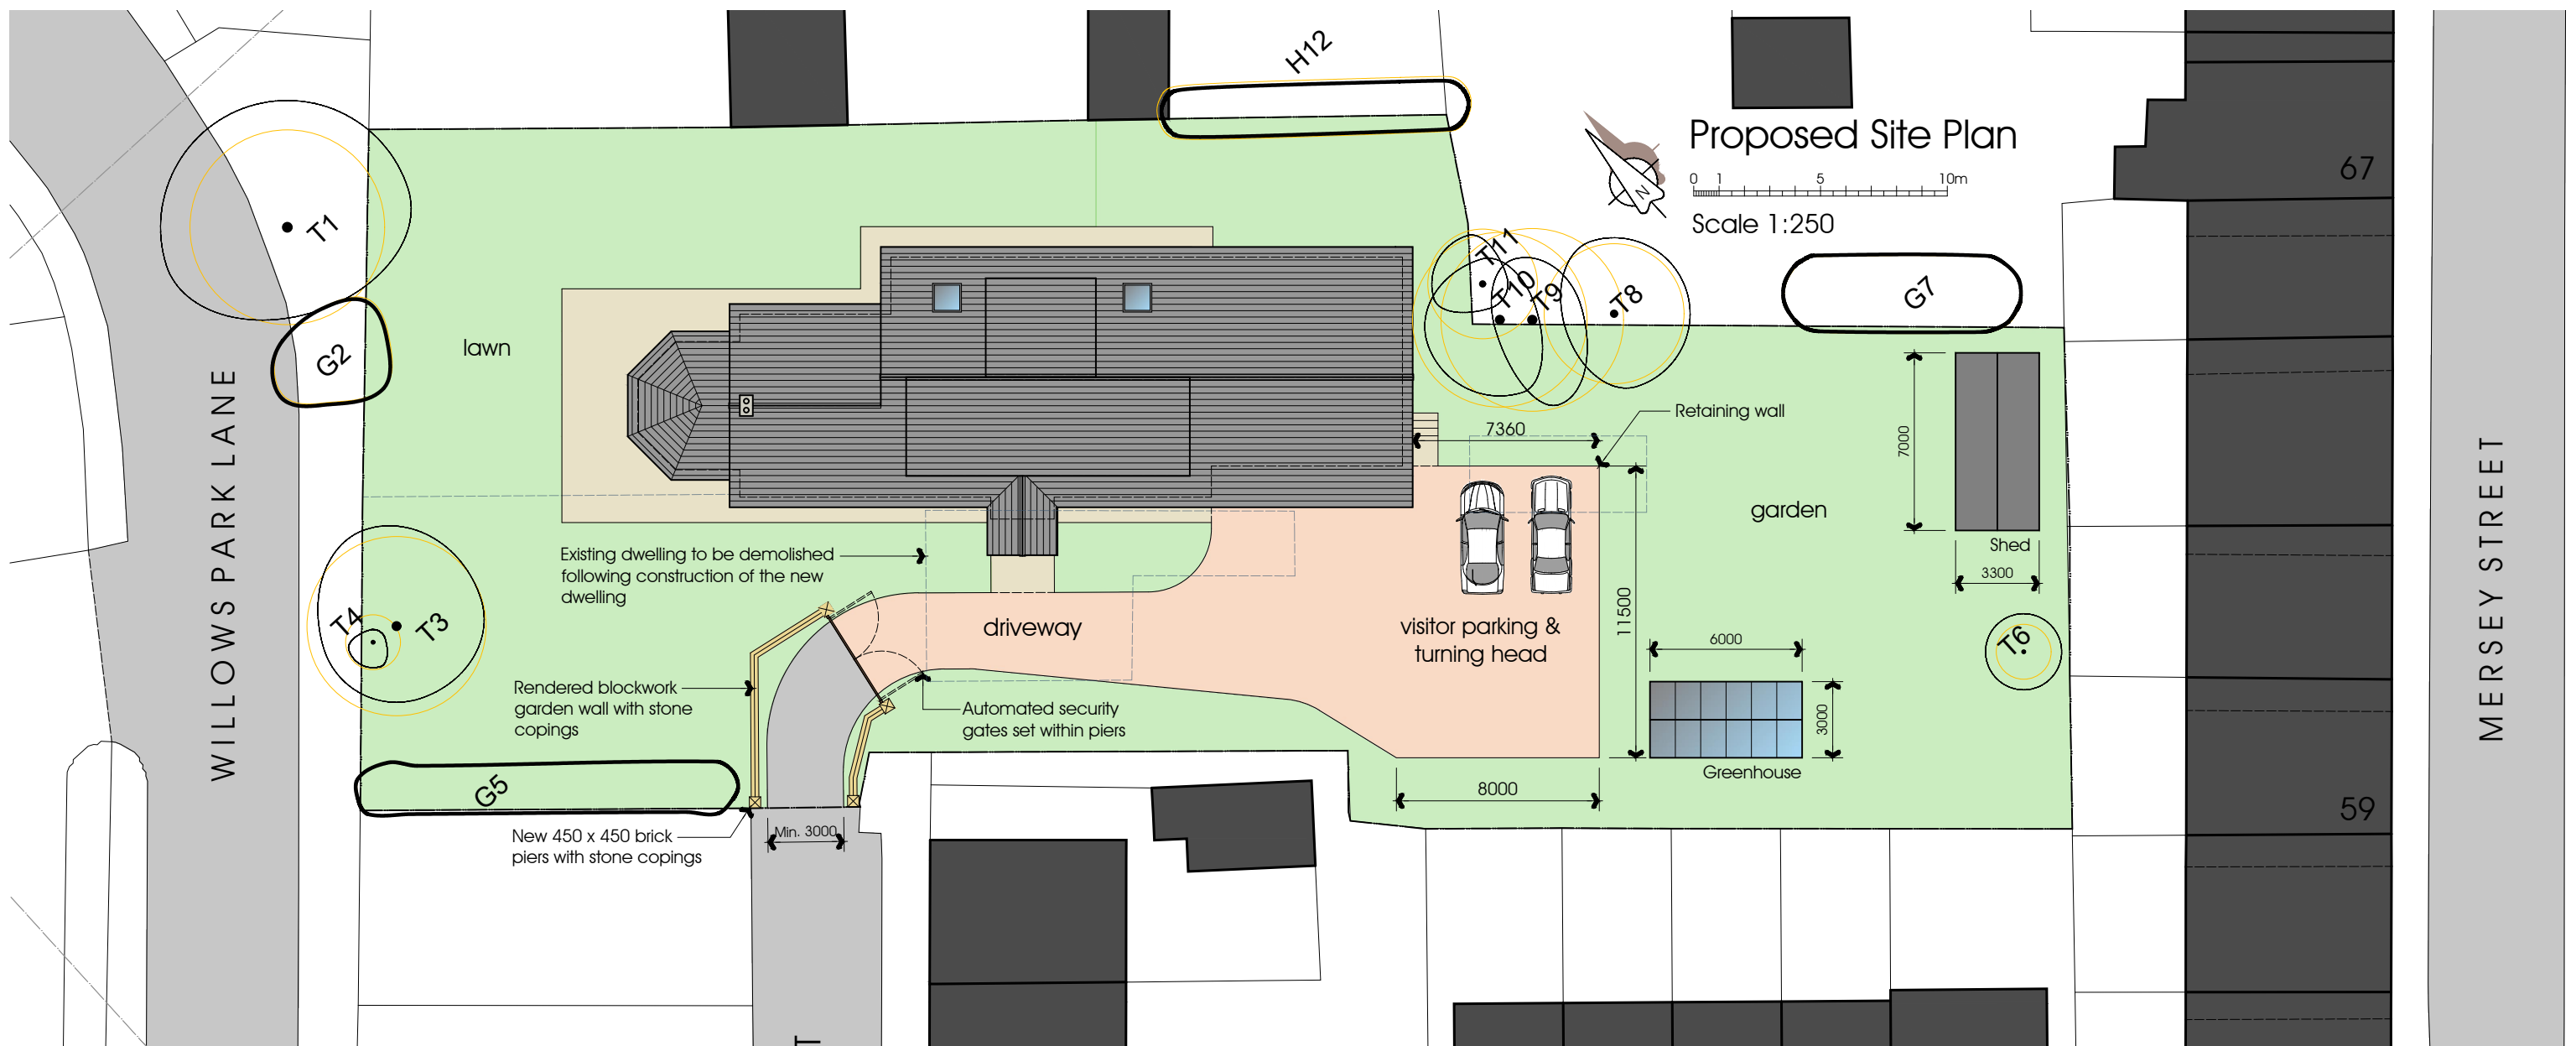 H12
Proposed Site Plan
0 1 5 10m
Scale 1:250
N
67
T1
G2
T11
T10
T9
T8
G7
lawn
WILLOWS PARK LANE
Retaining wall
7360
7000
garden
Shed
3300
MERSEY STREET
Existing dwelling to be demolished
following construction of the new
dwelling
T4
T3
driveway
visitor parking &
turning head
11500
6000
T6
3000
Greenhouse
Rendered blockwork
garden wall with stone
copings
Automated security
gates set within piers
G5
8000
59
New 450 x 450 brick
piers with stone copings
Min. 3000
T